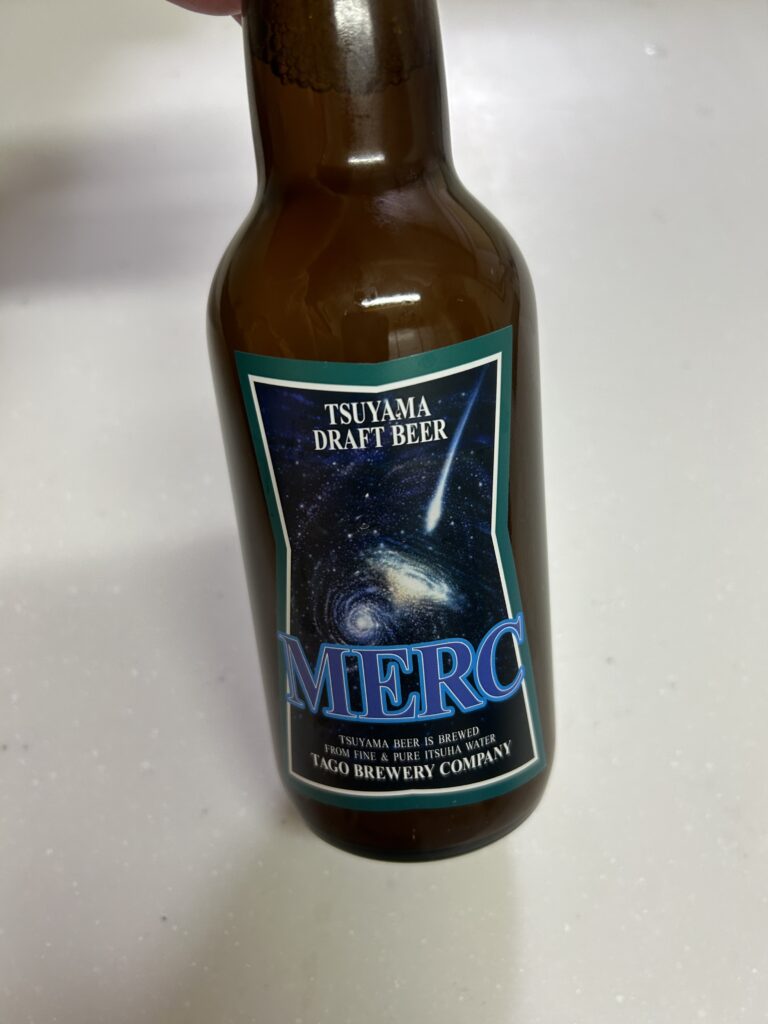 TSUYAMA
DRAFT BEER
MERC
TSUYAMA BEER IS BREWED
FROM FINE & PURE ITSUHA WATER
TAGO BREWERY COMPANY